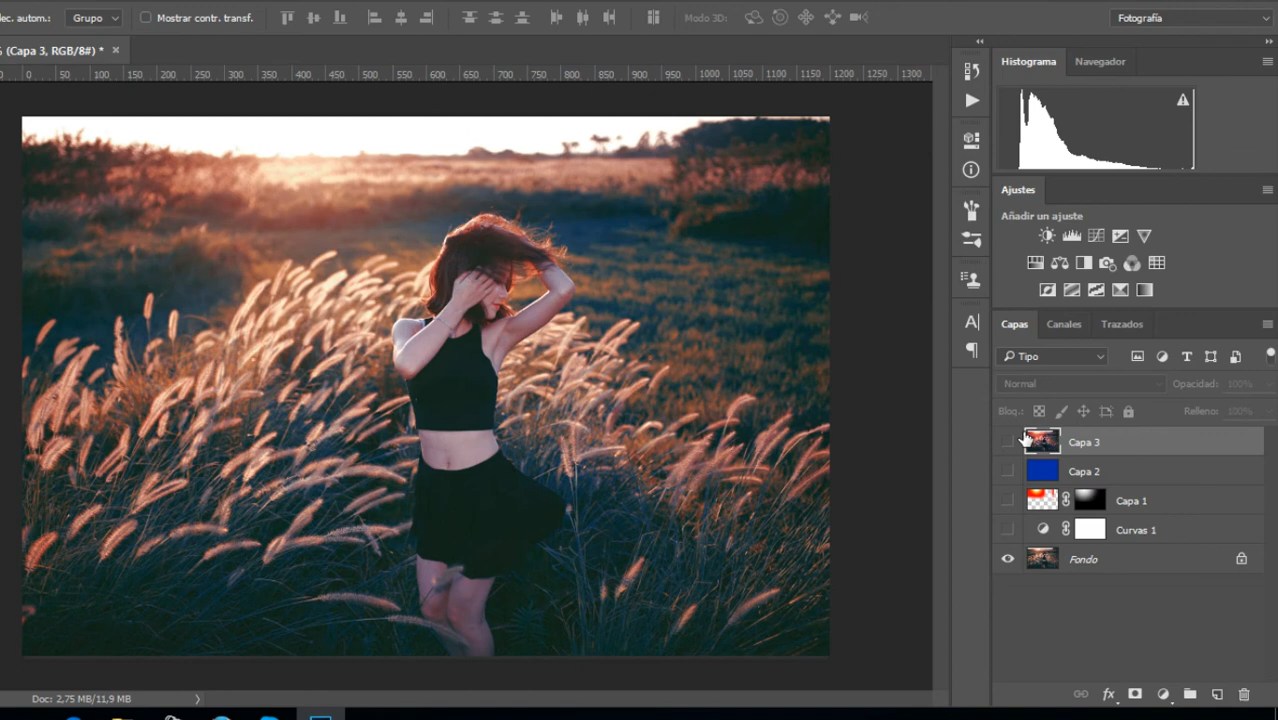 ec. autom.: Grupo Mostrar contr. transf. Modo 3D: Fotografía
% (Capa 3, RGB/8#) * ×
0 50 100 150 200 250 300 350 400 450 500 550 600 650 700 750 800 850 900 950 1000 1050 1100 1150 1200 1250 1300
Histograma Navegador
Ajustes
Añadir un ajuste
Capas Canales Trazados
Tipo
Normal Opacidad: 100%
Bloq.: Relleno: 100%
Capa 3
Capa 2
Capa 1
Curvas 1
Fondo
Doc: 2,75 MB/11,9 MB